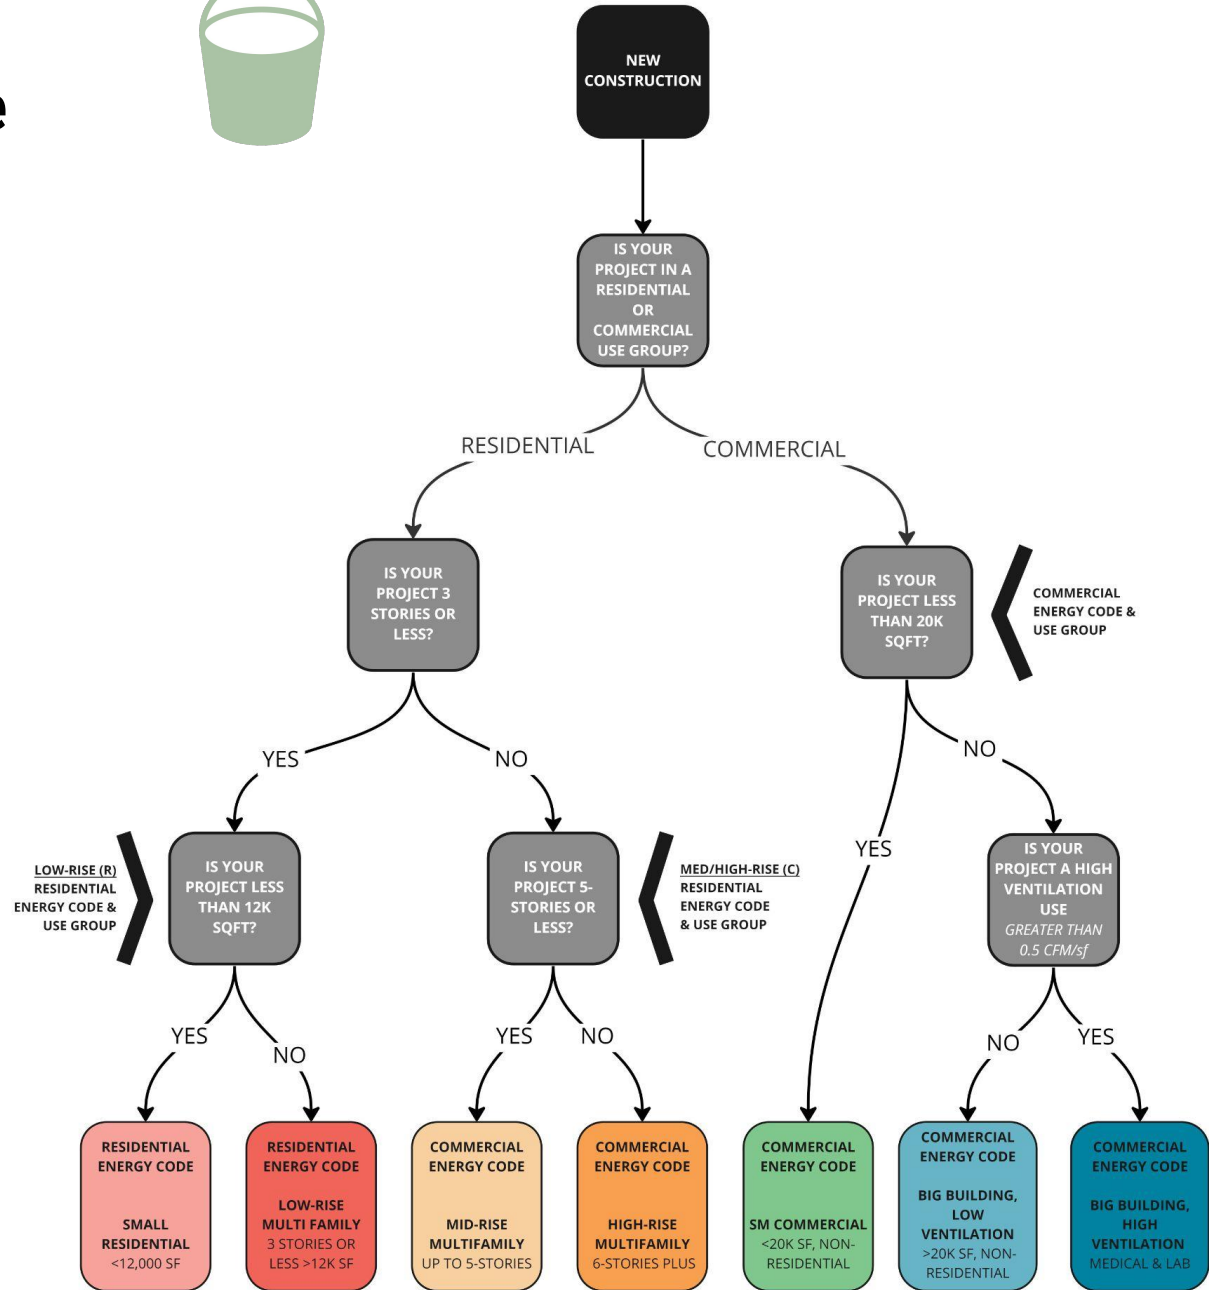 e
NEW
CONSTRUCTION
IS YOUR
PROJECT IN A
RESIDENTIAL
OR
COMMERCIAL
USE GROUP?
RESIDENTIAL
COMMERCIAL
IS YOUR
PROJECT 3
STORIES OR
LESS?
IS YOUR
PROJECT LESS
THAN 20K
SQFT?
COMMERCIAL
ENERGY CODE &
USE GROUP
YES
NO
NO
LOW-RISE (R)
RESIDENTIAL
ENERGY CODE &
USE GROUP
IS YOUR
PROJECT LESS
THAN 12K
SQFT?
IS YOUR
PROJECT 5-
STORIES OR
LESS?
MED/HIGH-RISE (C)
RESIDENTIAL
ENERGY CODE
& USE GROUP
YES
IS YOUR
PROJECT A HIGH
VENTILATION
USE
GREATER THAN
0.5 CFM/sf
YES
NO
YES
NO
NO
YES
RESIDENTIAL
ENERGY CODE
SMALL
RESIDENTIAL
<12,000 SF
RESIDENTIAL
ENERGY CODE
LOW-RISE
MULTI FAMILY
3 STORIES OR
LESS >12K SF
COMMERCIAL
ENERGY CODE
MID-RISE
MULTIFAMILY
UP TO 5-STORIES
COMMERCIAL
ENERGY CODE
HIGH-RISE
MULTIFAMILY
6-STORIES PLUS
COMMERCIAL
ENERGY CODE
SM COMMERCIAL
<20K SF, NON-
RESIDENTIAL
COMMERCIAL
ENERGY CODE
BIG BUILDING,
LOW
VENTILATION
>20K SF, NON-
RESIDENTIAL
COMMERCIAL
ENERGY CODE
BIG BUILDING,
HIGH
VENTILATION
MEDICAL & LAB